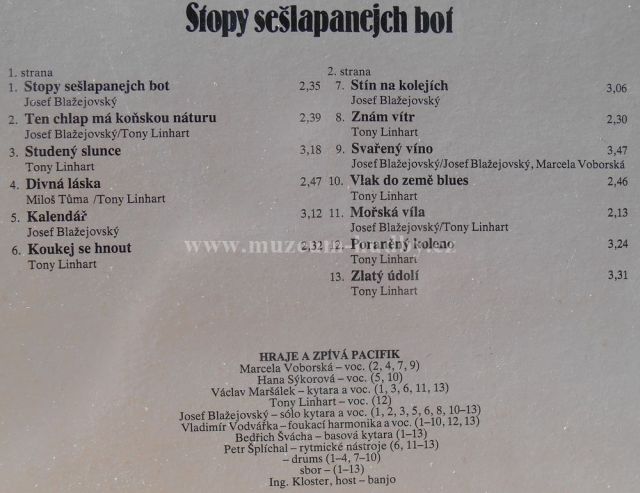 Stopy sešlapanejch bot
1. strana
1. Stopy sešlapanejch bot 2,35
Josef Blažejovský
2. Ten chlap má koňskou náturu 2,39
Josef Blažejovský/Tony Linhart
3. Studený slunce 3,18
Tony Linhart
4. Divná láska 2,47
Miloš Tůma /Tony Linhart
5. Kalendář 3,12
Josef Blažejovský
6. Koukej se hnout 2,32
Tony Linhart
2. strana
7. Stín na kolejích 3,06
Josef Blažejovský
8. Znám vítr 2,30
Tony Linhart
9. Svařený víno 3,47
Josef Blažejovský/Josef Blažejovský, Marcela Voborská
10. Vlak do země blues 2,46
Tony Linhart
11. Mořská víla 2,13
Josef Blažejovský/Tony Linhart
12. Poraněný koleno 3,24
Tony Linhart
13. Zlatý údolí 3,31
Tony Linhart
HRAJE A ZPÍVÁ PACIFIK
Marcela Voborská – voc. (2, 4, 7, 9)
Hana Sýkorová – voc. (5, 10)
Václav Maršálek – kytara a voc. (1, 3, 6, 11, 13)
Tony Linhart – voc. (12)
Josef Blažejovský – sólo kytara a voc. (1, 2, 3, 5, 6, 8, 10–13)
Vladimír Vodvářka – foukací harmonika a voc. (1–10, 12, 13)
Bedřich Švácha – basová kytara (1–13)
Petr Šplíchal – rytmické nástroje (6, 11–13)
– drums (1–4, 7–10)
sbor – (1–13)
Ing. Kloster, host – banjo